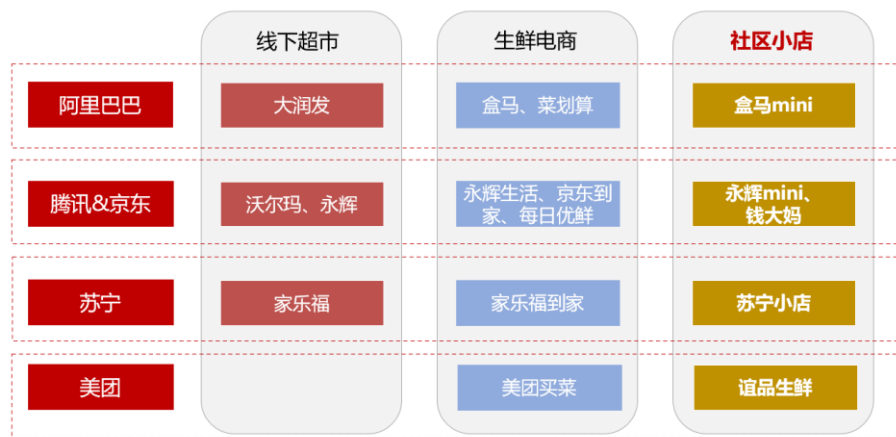 线下超市
生鲜电商
社区小店
阿里巴巴
大润发
盒马、菜划算
盒马mini
腾讯&京东
沃尔玛、永辉
永辉生活、京东到
家、每日优鲜
永辉mini、
钱大妈
苏宁
家乐福
家乐福到家
苏宁小店
美团
美团买菜
谊品生鲜